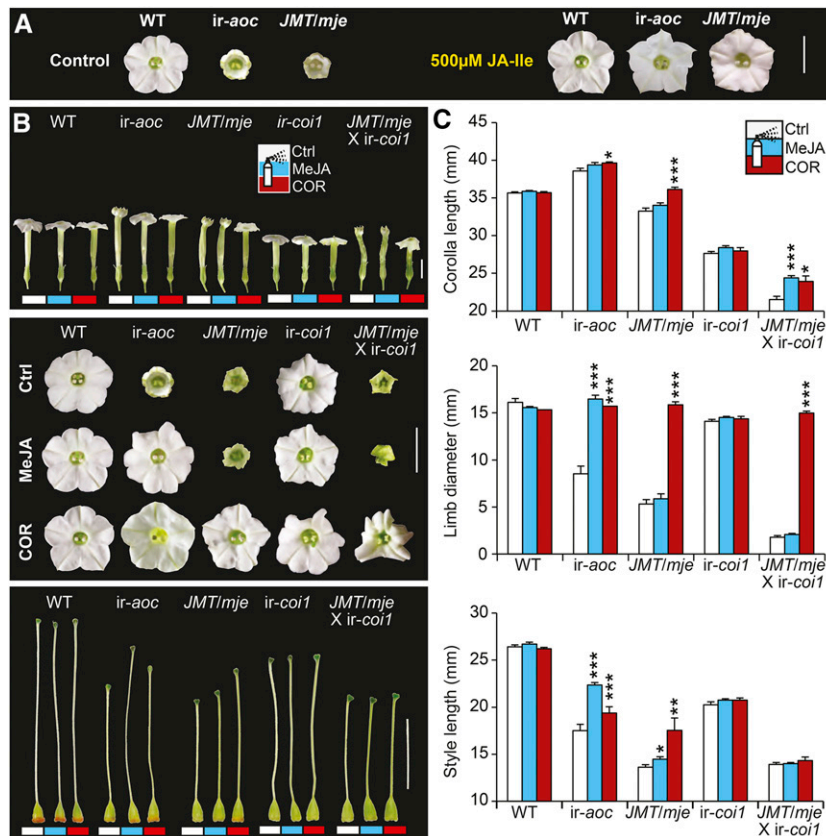 A
WT ir-aoc JMT/mje
Control
500µM JA-Ile
WT ir-aoc JMT/mje
B
WT ir-aoc JMT/mje ir-coi1 JMT/mje
X ir-coi1
Ctrl
MeJA
COR
WT ir-aoc JMT/mje ir-coi1 JMT/mje
X ir-coi1
Ctrl
MeJA
COR
WT ir-aoc JMT/mje ir-coi1 JMT/mje
X ir-coi1
C
Ctrl
MeJA
COR
Corolla length (mm)
45
40
35
30
25
20
* *** *** *
WT ir-aoc JMT/mje ir-coi1 JMT/mje
X ir-coi1
Limb diameter (mm)
20
15
10
5
0
*** *** *** ***
WT ir-aoc JMT/mje ir-coi1 JMT/mje
X ir-coi1
Style length (mm)
30
25
20
15
10
*** *** * **
WT ir-aoc JMT/mje ir-coi1 JMT/mje
X ir-coi1